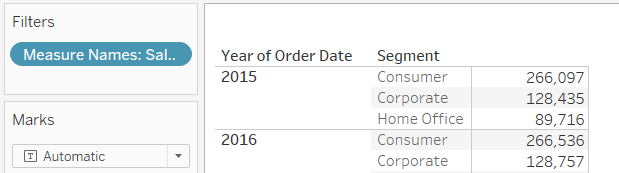 Filters
Measure Names: Sal..
Marks
Automatic
Year of Order Date Segment
2015 Consumer 266,097
Corporate 128,435
Home Office 89,716
2016 Consumer 266,536
Corporate 128,757